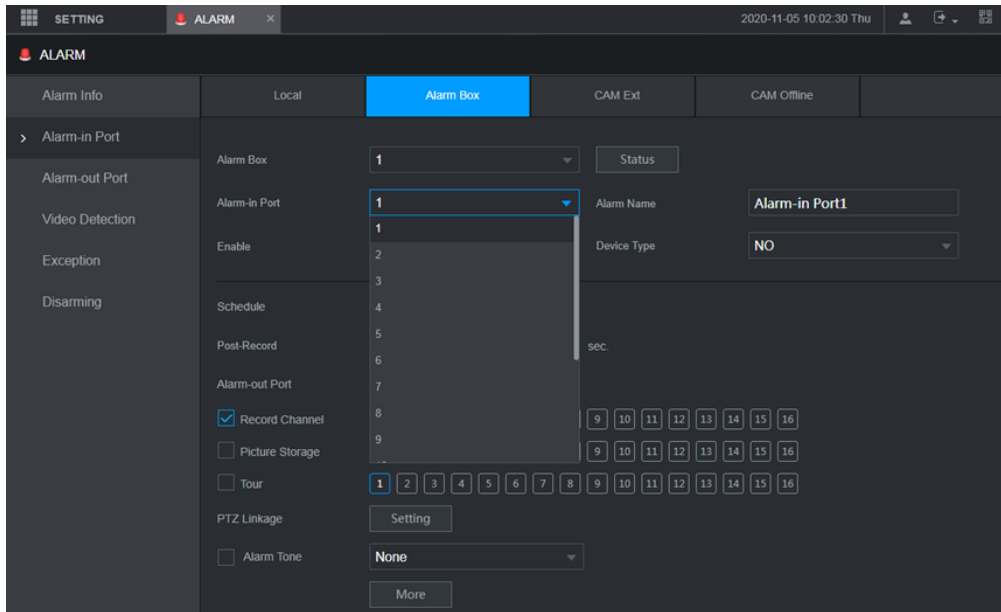 SETTING ALARM × 2020-11-05 10:02:30 Thu
ALARM
Alarm Info Local Alarm Box CAM Ext CAM Offline
> Alarm-in Port
Alarm Box 1 Status
Alarm-out Port
Alarm-in Port 1 Alarm Name Alarm-in Port1
Video Detection
1
Enable 2 Device Type NO
Exception
3
Disarming
Schedule 4
5
Post-Record sec.
6
Alarm-out Port 7
8
Record Channel 9 10 11 12 13 14 15 16
9
Picture Storage 9 10 11 12 13 14 15 16
Tour 1 2 3 4 5 6 7 8 9 10 11 12 13 14 15 16
PTZ Linkage Setting
Alarm Tone None
More